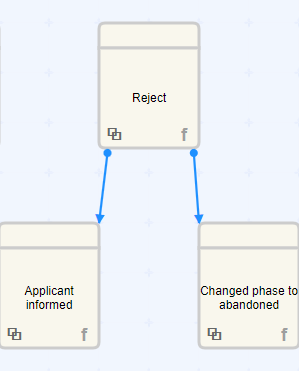 Reject
f
Applicant
informed
f
Changed phase to
abandoned
f